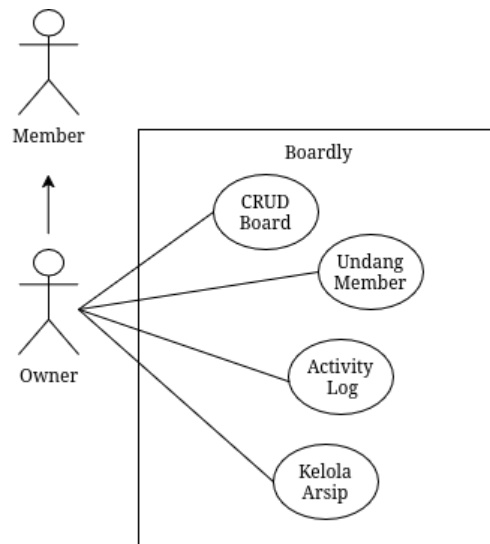 Member
Boardly
CRUD
Board
Undang
Member
Owner
Activity
Log
Kelola
Arsip